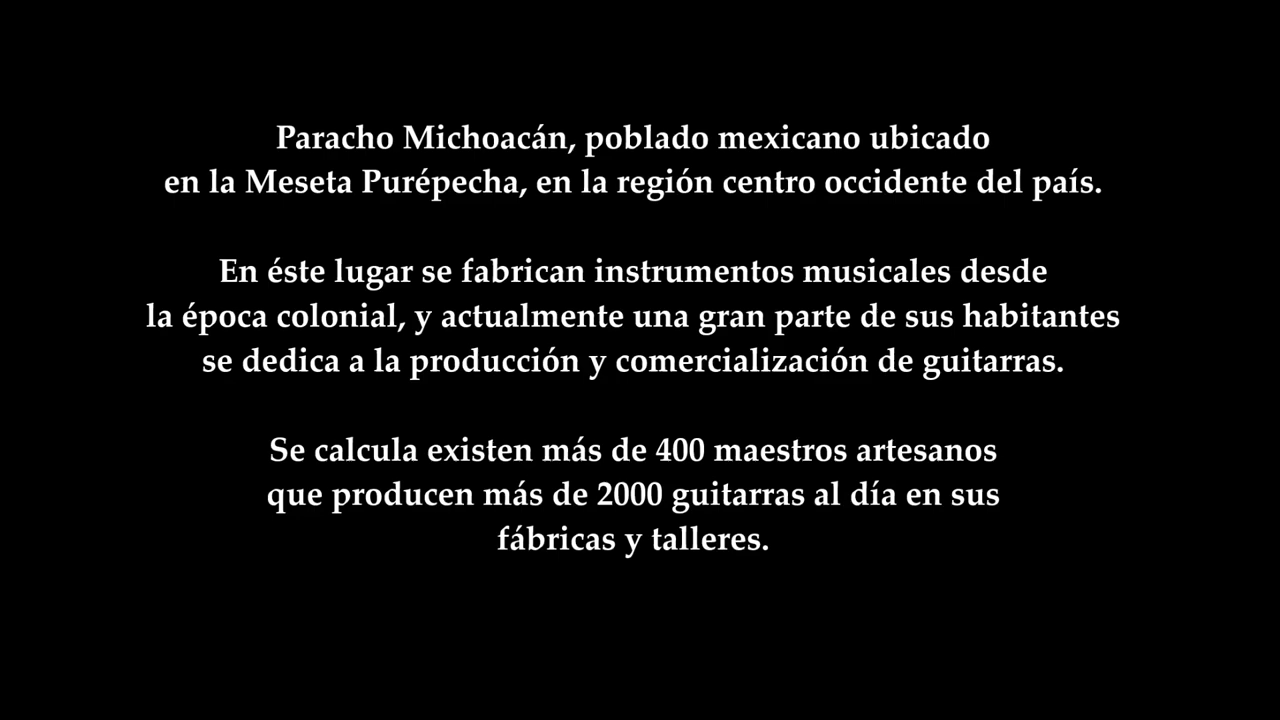 Paracho Michoacán, poblado mexicano ubicado
en la Meseta Purépecha, en la región centro occidente del país.
En éste lugar se fabrican instrumentos musicales desde
la época colonial, y actualmente una gran parte de sus habitantes
se dedica a la producción y comercialización de guitarras.
Se calcula existen más de 400 maestros artesanos
que producen más de 2000 guitarras al día en sus
fábricas y talleres.